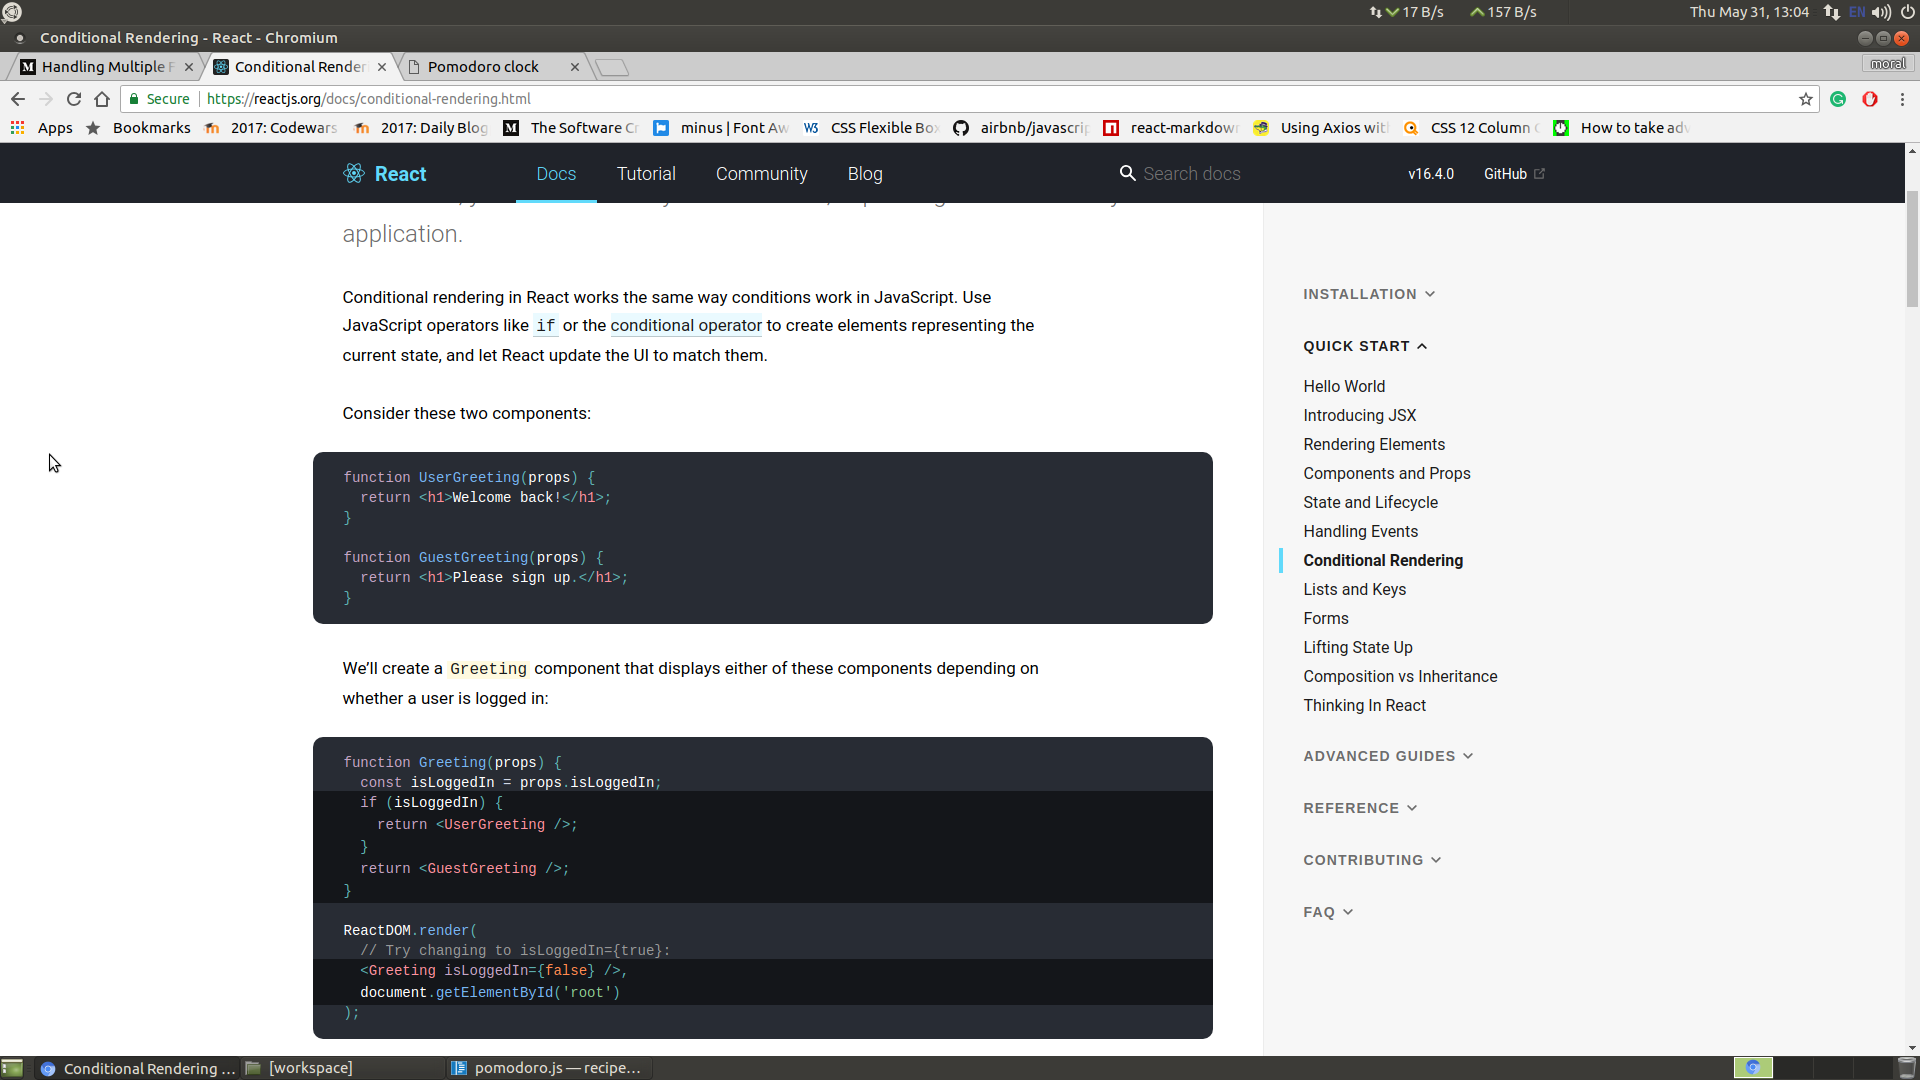 17 B/s 157 B/s Thu May 31, 13:04 EN
Conditional Rendering - React - Chromium
Handling Multiple F Conditional Render Pomodoro clock moral
Secure https://reactjs.org/docs/conditional-rendering.html
Apps Bookmarks 2017: Codewars 2017: Daily Blog The Software Cr minus | Font Aw CSS Flexible Box airbnb/javascrip react-markdown Using Axios wit CSS 12 Column How to take adv
React Docs Tutorial Community Blog Search docs v16.4.0 GitHub
application.
Conditional rendering in React works the same way conditions work in JavaScript. Use
JavaScript operators like if or the conditional operator to create elements representing the
current state, and let React update the UI to match them.
Consider these two components:
function UserGreeting(props) {
  return <h1>Welcome back!</h1>;
}
function GuestGreeting(props) {
  return <h1>Please sign up.</h1>;
}
We’ll create a Greeting component that displays either of these components depending on
whether a user is logged in:
function Greeting(props) {
  const isLoggedIn = props.isLoggedIn;
  if (isLoggedIn) {
    return <UserGreeting />;
  }
  return <GuestGreeting />;
}
ReactDOM.render(
  // Try changing to isLoggedIn={true}:
  <Greeting isLoggedIn={false} />,
  document.getElementById('root')
);
INSTALLATION
QUICK START
Hello World
Introducing JSX
Rendering Elements
Components and Props
State and Lifecycle
Handling Events
Conditional Rendering
Lists and Keys
Forms
Lifting State Up
Composition vs Inheritance
Thinking In React
ADVANCED GUIDES
REFERENCE
CONTRIBUTING
FAQ
Conditional Rendering ... [workspace] pomodoro.js — recipe...